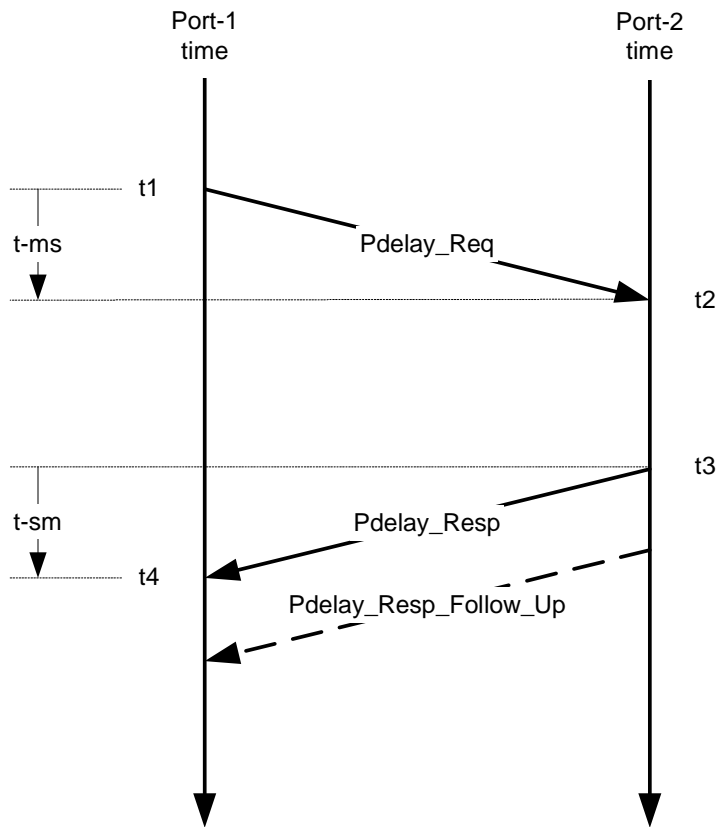 Port-1
time
Port-2
time
t1
t-ms
Pdelay_Req
t2
t3
t-sm
Pdelay_Resp
t4
Pdelay_Resp_Follow_Up